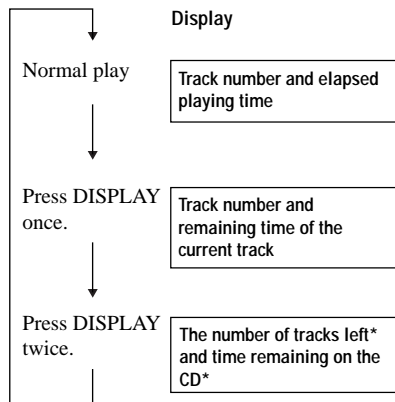 Display
Normal play
Track number and elapsed
playing time
Press DISPLAY
once.
Track number and
remaining time of the
current track
Press DISPLAY
twice.
The number of tracks left*
and time remaining on the
CD*